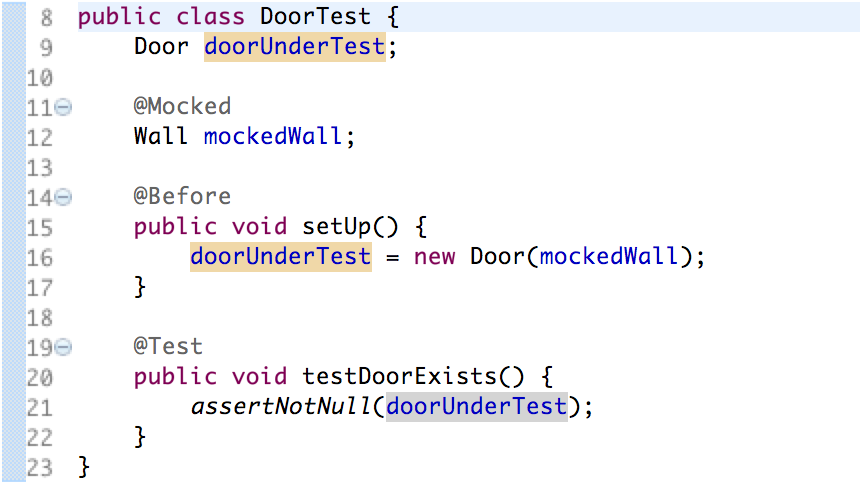 8 public class DoorTest {
9     Door doorUnderTest;
10
11     @Mocked
12     Wall mockedWall;
13
14     @Before
15     public void setUp() {
16         doorUnderTest = new Door(mockedWall);
17     }
18
19     @Test
20     public void testDoorExists() {
21         assertNotNull(doorUnderTest);
22     }
23 }